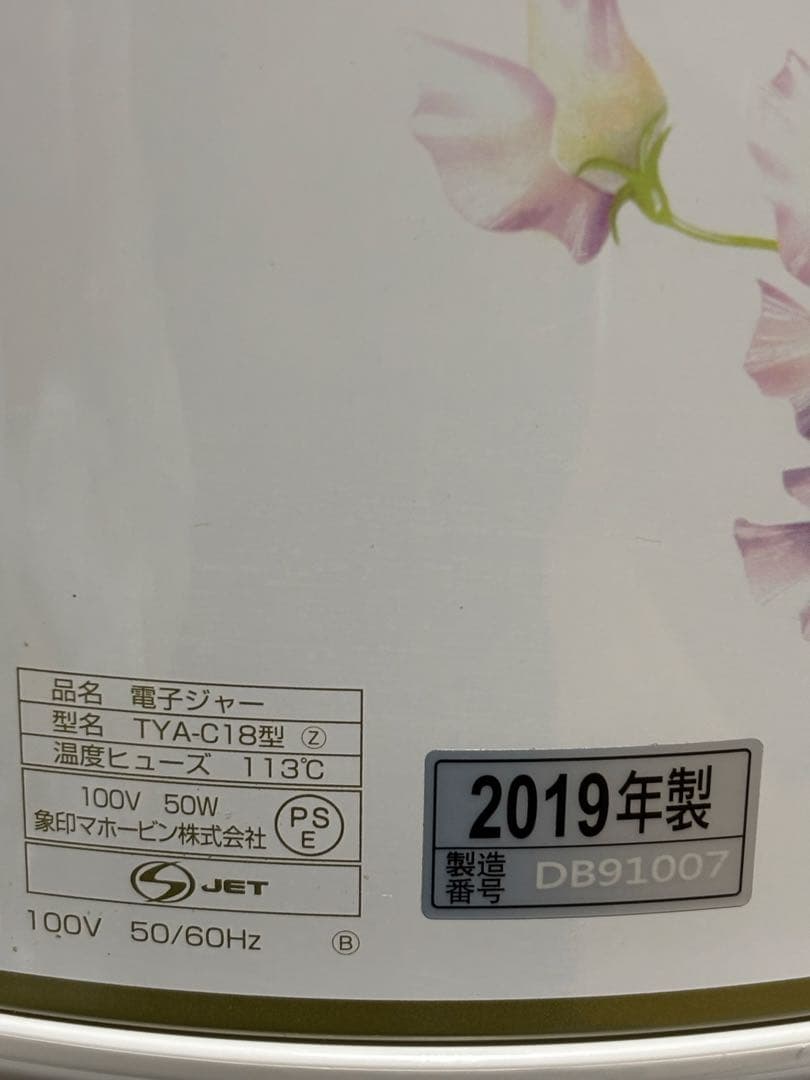 品名 電子ジャー
型名 TYA-C18型 Ⓩ
温度ヒューズ 113℃
100V 50W
象印マホービン株式会社
PS
E
JET
100V 50/60Hz Ⓑ
2019年製
製造
番号 DB91007